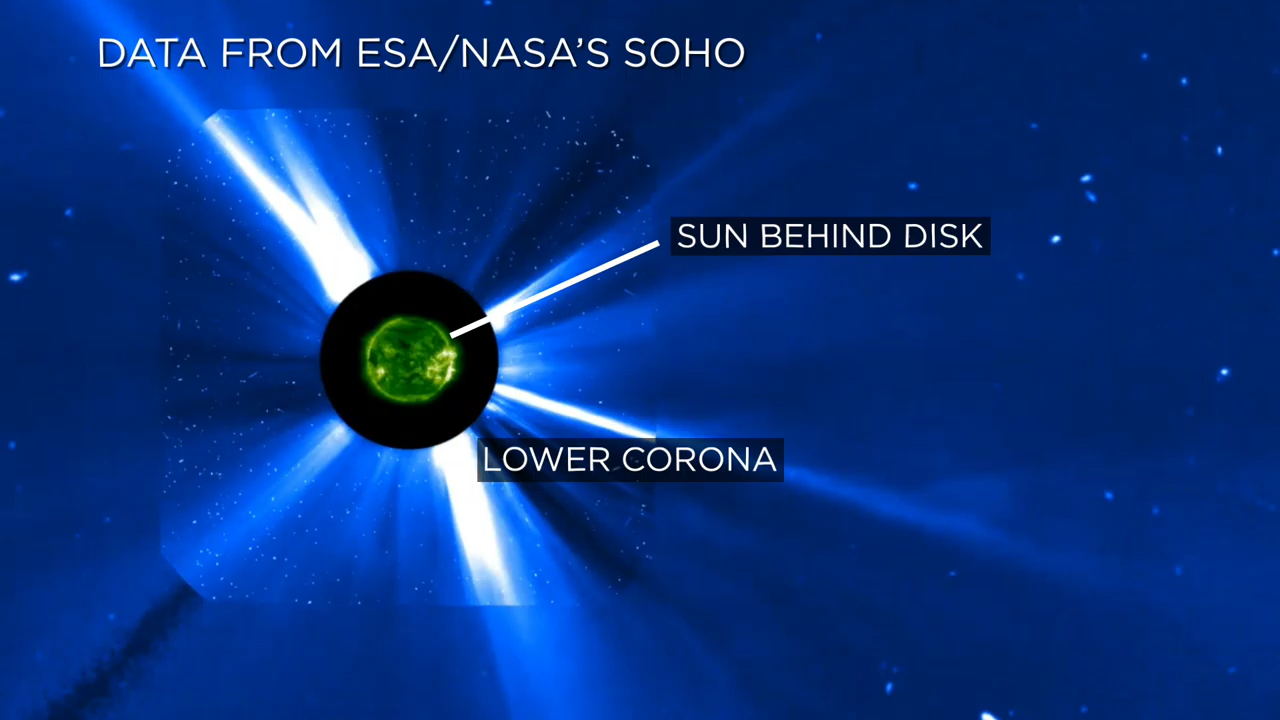 DATA FROM ESA/NASA’S SOHO
SUN BEHIND DISK
LOWER CORONA